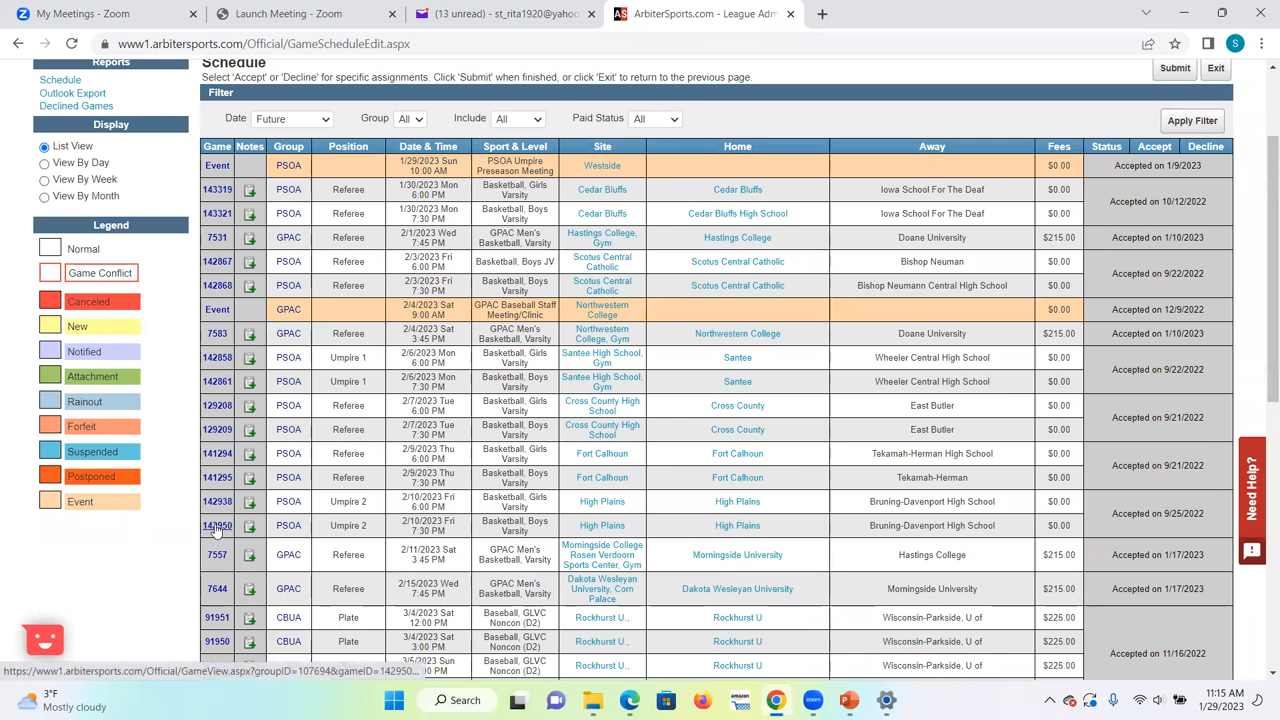 My Meetings - Zoom
Launch Meeting - Zoom
(13 unread) - st_rita1920@yahoo
ArbiterSports.com - League Adm
www1.arbitersports.com/Official/GameScheduleEdit.aspx
S
Reports
Schedule
Outlook Export
Declined Games
Display
List View
View By Day
View By Week
View By Month
Legend
Normal
Game Conflict
Canceled
New
Notified
Attachment
Rainout
Forfeit
Suspended
Postponed
Event
Schedule
Select 'Accept' or 'Decline' for specific assignments. Click 'Submit' when finished, or click 'Exit' to return to the previous page.
Submit Exit
Filter
Date Future Group All Include All Paid Status All Apply Filter
Game Notes Group Position Date & Time Sport & Level Site Home Away Fees Status Accept Decline
Event PSOA 1/29/2023 Sun 10:00 AM PSOA Umpire Preseason Meeting Westside $0.00 Accepted on 1/9/2023
143319 PSOA Referee 1/30/2023 Mon 6:00 PM Basketball, Girls Varsity Cedar Bluffs Cedar Bluffs Iowa School For The Deaf $0.00 Accepted on 10/12/2022
143321 PSOA Referee 1/30/2023 Mon 7:30 PM Basketball, Boys Varsity Cedar Bluffs Cedar Bluffs High School Iowa School For The Deaf $0.00
7531 GPAC Referee 2/1/2023 Wed 7:45 PM GPAC Men's Basketball, Varsity Hastings College, Gym Hastings College Doane University $215.00 Accepted on 1/10/2023
142867 PSOA Referee 2/3/2023 Fri 6:00 PM Basketball, Boys JV Scotus Central Catholic Scotus Central Catholic Bishop Neuman $0.00 Accepted on 9/22/2022
142868 PSOA Referee 2/3/2023 Fri 7:30 PM Basketball, Boys Varsity Scotus Central Catholic Scotus Central Catholic Bishop Neumann Central High School $0.00
Event GPAC 2/4/2023 Sat 9:00 AM GPAC Baseball Staff Meeting/Clinic Northwestern College $0.00 Accepted on 12/9/2022
7583 GPAC Referee 2/4/2023 Sat 3:45 PM GPAC Men's Basketball, Varsity Northwestern College, Gym Northwestern College Doane University $215.00 Accepted on 1/10/2023
142858 PSOA Umpire 1 2/6/2023 Mon 6:00 PM Basketball, Girls Varsity Santee High School, Gym Santee Wheeler Central High School $0.00 Accepted on 9/22/2022
142861 PSOA Umpire 1 2/6/2023 Mon 7:30 PM Basketball, Boys Varsity Santee High School, Gym Santee Wheeler Central High School $0.00
129208 PSOA Referee 2/7/2023 Tue 6:00 PM Basketball, Girls Varsity Cross County High School Cross County East Butler $0.00 Accepted on 9/21/2022
129209 PSOA Referee 2/7/2023 Tue 7:30 PM Basketball, Boys Varsity Cross County High School Cross County East Butler $0.00
141294 PSOA Referee 2/9/2023 Thu 6:00 PM Basketball, Girls Varsity Fort Calhoun Fort Calhoun Tekamah-Herman High School $0.00 Accepted on 9/21/2022
141295 PSOA Referee 2/9/2023 Thu 7:30 PM Basketball, Boys Varsity Fort Calhoun Fort Calhoun Tekamah-Herman $0.00
142938 PSOA Umpire 2 2/10/2023 Fri 6:00 PM Basketball, Girls Varsity High Plains High Plains Bruning-Davenport High School $0.00 Accepted on 9/25/2022
142950 PSOA Umpire 2 2/10/2023 Fri 7:30 PM Basketball, Boys Varsity High Plains High Plains Bruning-Davenport High School $0.00
7557 GPAC Referee 2/11/2023 Sat 3:45 PM GPAC Men's Basketball, Varsity Morningside College Rosen Verdoorn Sports Center, Gym Morningside University Hastings College $215.00 Accepted on 1/17/2023
7644 GPAC Referee 2/15/2023 Wed 7:45 PM GPAC Men's Basketball, Varsity Dakota Wesleyan University, Corn Palace Dakota Wesleyan University Morningside University $215.00 Accepted on 1/17/2023
91951 CBUA Plate 3/4/2023 Sat 12:00 PM Baseball, GLVC Noncon (D2) Rockhurst U., Rockhurst U Wisconsin-Parkside, U of $225.00 Accepted on 11/16/2022
91950 CBUA Plate 3/4/2023 Sat 3:00 PM Baseball, GLVC Noncon (D2) Rockhurst U., Rockhurst U Wisconsin-Parkside, U of $225.00
Baseball, GLVC Noncon (D2) Rockhurst U., Rockhurst U Wisconsin-Parkside, U of $225.00
Need Help?
https://www1.arbitersports.com/Official/GameView.aspx?groupID=107694&gameID=142950...
3°F
Mostly cloudy
Search
amazon
11:15 AM
1/29/2023